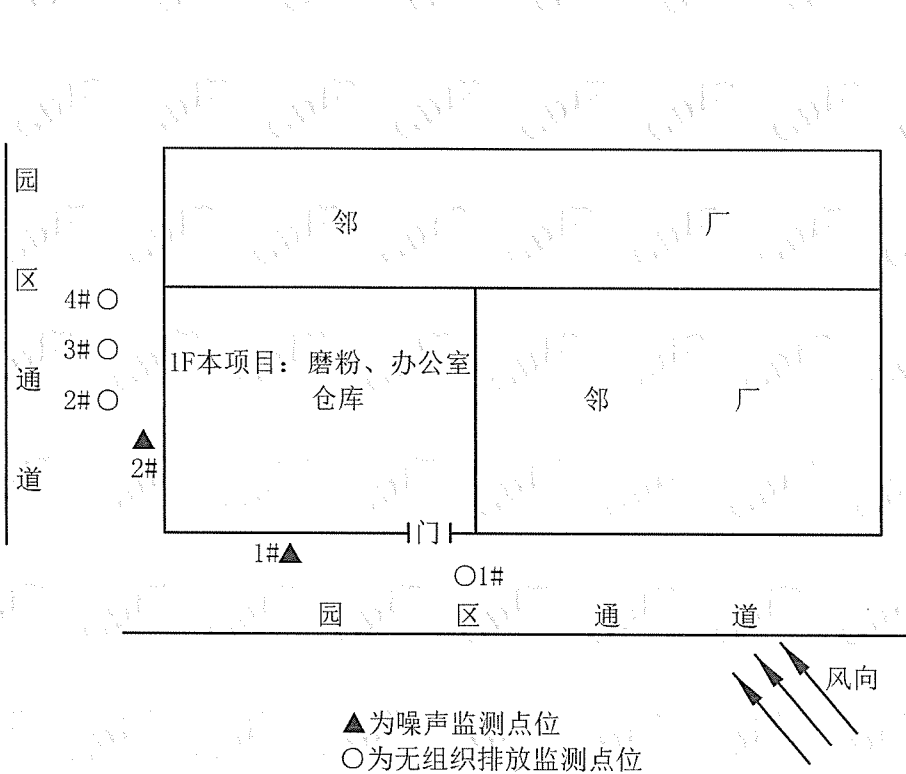 邻 厂
园区通道
4#○
3#○
2#○
1F本项目：磨粉、办公室
仓库
邻 厂
▲
2#
门
1#▲
○1#
园 区 通 道
风向
▲为噪声监测点位
○为无组织排放监测点位